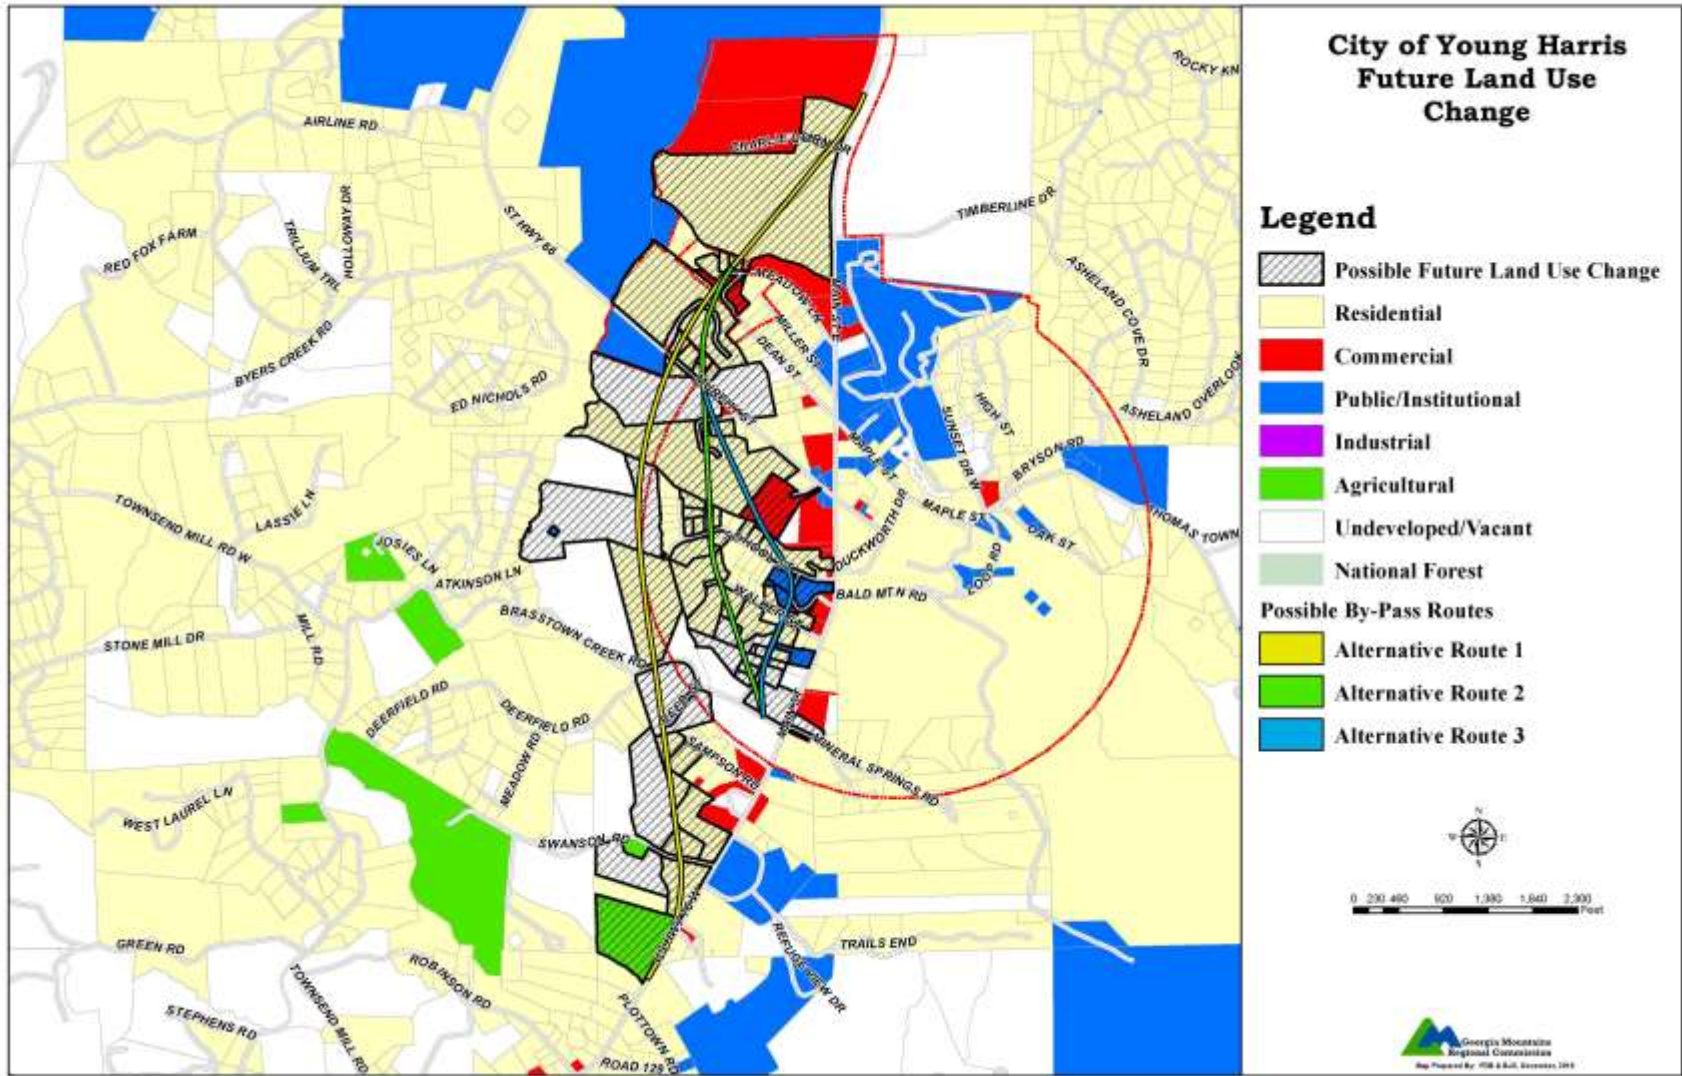 City of Young Harris
Future Land Use
Change
Legend
Possible Future Land Use Change
Residential
Commercial
Public/Institutional
Industrial
Agricultural
Undeveloped/Vacant
National Forest
Possible By-Pass Routes
Alternative Route 1
Alternative Route 2
Alternative Route 3
N
W
E
S
0 230 460 920 1,380 1,840 2,300
Feet
Georgia Mountains
Regional Commission
ROCKY KN
AIRLINE RD
TIMBERLINE DR
HOLLOWAY DR
TRILLIUM TRL
ST HWY 66
RED FOX FARM
ASHELAND COVE DR
MEADOW LN
MILLER ST
DEAN ST
BYERS CREEK RD
ED NICHOLS RD
ASHELAND OVERLOOK
HIGH ST
SUNSET DR W
BRYSON RD
MAPLE ST
MAPLE ST
OAK ST
THOMAS TOWN
DUCKWORTH DR
LASSIE LN
TOWNSEND MILL RD W
JOSIES LN
ATKINSON LN
LOOP RD
BALD MTN RD
BRASSTOWN CREEK RD
MILL RD
STONE MILL DR
DEERFIELD RD
DEERFIELD RD
MEADOW RD
SAMPSON RD
MINERAL SPRINGS RD
WEST LAUREL LN
SWANSON RD
GREEN RD
TRAILS END
REFUGE VIEW DR
ROBINSON RD
TOWNSEND MILL RD
STEPHENS RD
PLOTTOWN RD
ROAD 129